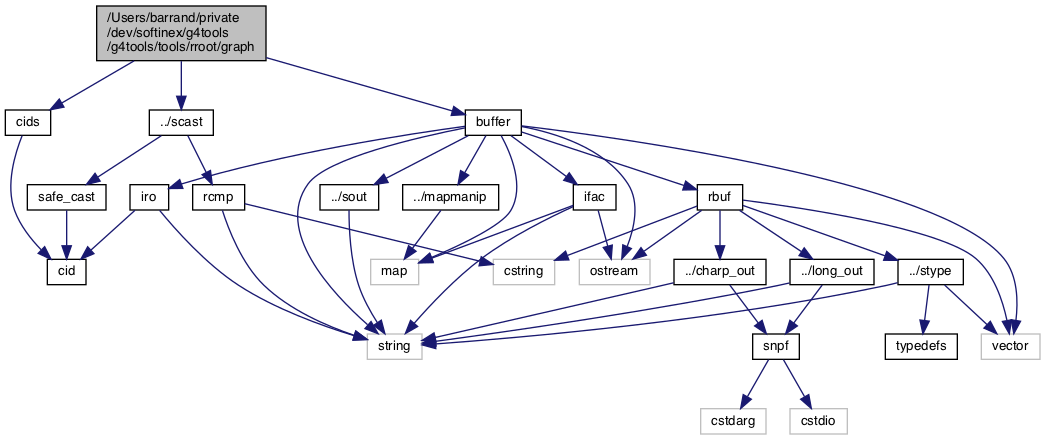 /Users/barrand/private
/dev/softinex/g4tools
/g4tools/tools/rroot/graph
cids
../scast
buffer
safe_cast
iro
rcmp
../sout
../mapmanip
ifac
rbuf
cid
map
cstring
ostream
../charp_out
../long_out
../stype
string
snpf
typedefs
vector
cstdarg
cstdio